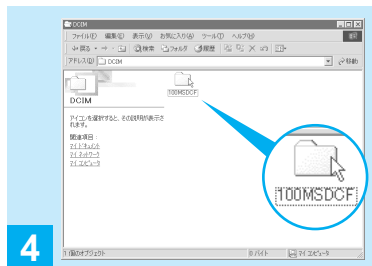 DCIM
ファイル(F) 編集(E) 表示(V) お気に入り(A) ツール(T) ヘルプ(H)
戻る 検索 フォルダ 履歴
アドレス(D) DCIM 移動
100MSDCF
DCIM
アイコンを選択すると、その説明が表示されます。
関連項目:
マイ ドキュメント
マイ ネットワーク
マイ コンピュータ
100MSDCF
4
1 個のオブジェクト 0 バイト マイ コンピュータ